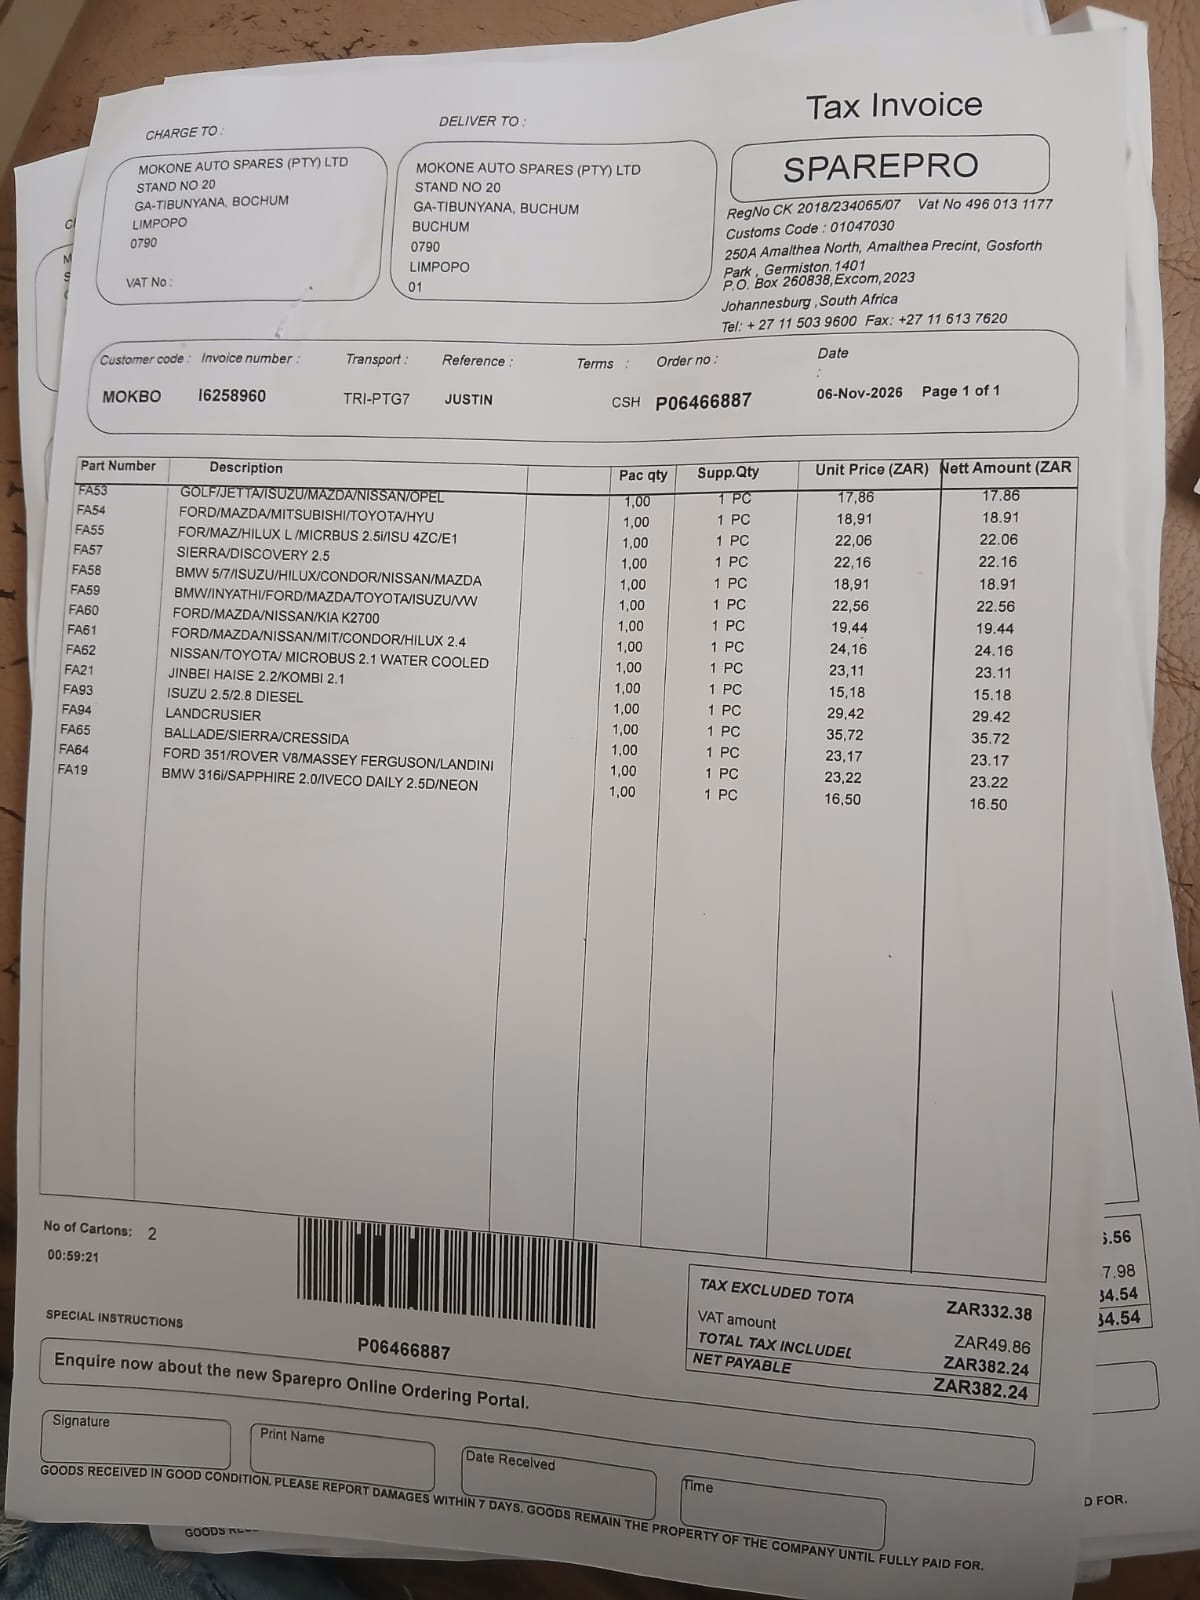 Tax Invoice
CHARGE TO :
MOKONE AUTO SPARES (PTY) LTD
STAND NO 20
GA-TIBUNYANA, BOCHUM
LIMPOPO
0790
VAT No :
DELIVER TO :
MOKONE AUTO SPARES (PTY) LTD
STAND NO 20
GA-TIBUNYANA, BUCHUM
BUCHUM
0790
LIMPOPO
01
SPAREPRO
RegNo CK 2018/234065/07 Vat No 496 013 1177
Customs Code : 01047030
250A Amalthea North, Amalthea Precint, Gosforth
Park , Germiston.1401
P.O. Box 260838,Excom,2023
Johannesburg ,South Africa
Tel: + 27 11 503 9600 Fax: +27 11 613 7620
Customer code : Invoice number : Transport : Reference : Terms : Order no : Date :
MOKBO I6258960 TRI-PTG7 JUSTIN CSH P06466887 06-Nov-2026 Page 1 of 1
Part Number Description Pac qty Supp.Qty Unit Price (ZAR) Nett Amount (ZAR
FA53 GOLF/JETTA/ISUZU/MAZDA/NISSAN/OPEL 1,00 1 PC 17,86 17.86
FA54 FORD/MAZDA/MITSUBISHI/TOYOTA/HYU 1,00 1 PC 18,91 18.91
FA55 FOR/MAZ/HILUX L /MICRBUS 2.5i/ISU 4ZC/E1 1,00 1 PC 22,06 22.06
FA57 SIERRA/DISCOVERY 2.5 1,00 1 PC 22,16 22.16
FA58 BMW 5/7/ISUZU/HILUX/CONDOR/NISSAN/MAZDA 1,00 1 PC 18,91 18.91
FA59 BMW/INYATHI/FORD/MAZDA/TOYOTA/ISUZU/VW 1,00 1 PC 22,56 22.56
FA60 FORD/MAZDA/NISSAN/KIA K2700 1,00 1 PC 19,44 19.44
FA61 FORD/MAZDA/NISSAN/MIT/CONDOR/HILUX 2.4 1,00 1 PC 24,16 24.16
FA62 NISSAN/TOYOTA/ MICROBUS 2.1 WATER COOLED 1,00 1 PC 23,11 23.11
FA21 JINBEI HAISE 2.2/KOMBI 2.1 1,00 1 PC 15,18 15.18
FA93 ISUZU 2.5/2.8 DIESEL 1,00 1 PC 29,42 29.42
FA94 LANDCRUSIER 1,00 1 PC 35,72 35.72
FA65 BALLADE/SIERRA/CRESSIDA 1,00 1 PC 23,17 23.17
FA64 FORD 351/ROVER V8/MASSEY FERGUSON/LANDINI 1,00 1 PC 23,22 23.22
FA19 BMW 316i/SAPPHIRE 2.0/IVECO DAILY 2.5D/NEON 1,00 1 PC 16,50 16.50
No of Cartons: 2
00:59:21
P06466887
TAX EXCLUDED TOTA ZAR332.38
VAT amount ZAR49.86
TOTAL TAX INCLUDEL ZAR382.24
NET PAYABLE ZAR382.24
SPECIAL INSTRUCTIONS
Enquire now about the new Sparepro Online Ordering Portal.
Signature
Print Name
Date Received
Time
GOODS RECEIVED IN GOOD CONDITION. PLEASE REPORT DAMAGES WITHIN 7 DAYS. GOODS REMAIN THE PROPERTY OF THE COMPANY UNTIL FULLY PAID FOR.
7.98
34.54
34.54
D FOR.
GOODS